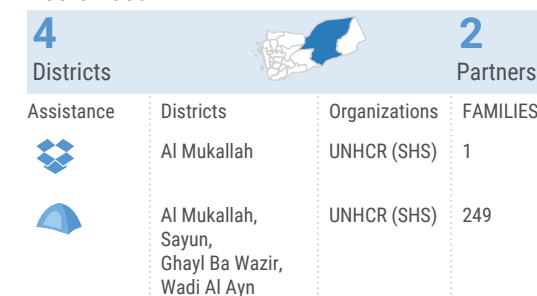 4
Districts
2
Partners
Assistance Districts Organizations FAMILIES
Al Mukallah UNHCR (SHS) 1
Al Mukallah, UNHCR (SHS) 249
Sayun,
Ghayl Ba Wazir,
Wadi Al Ayn